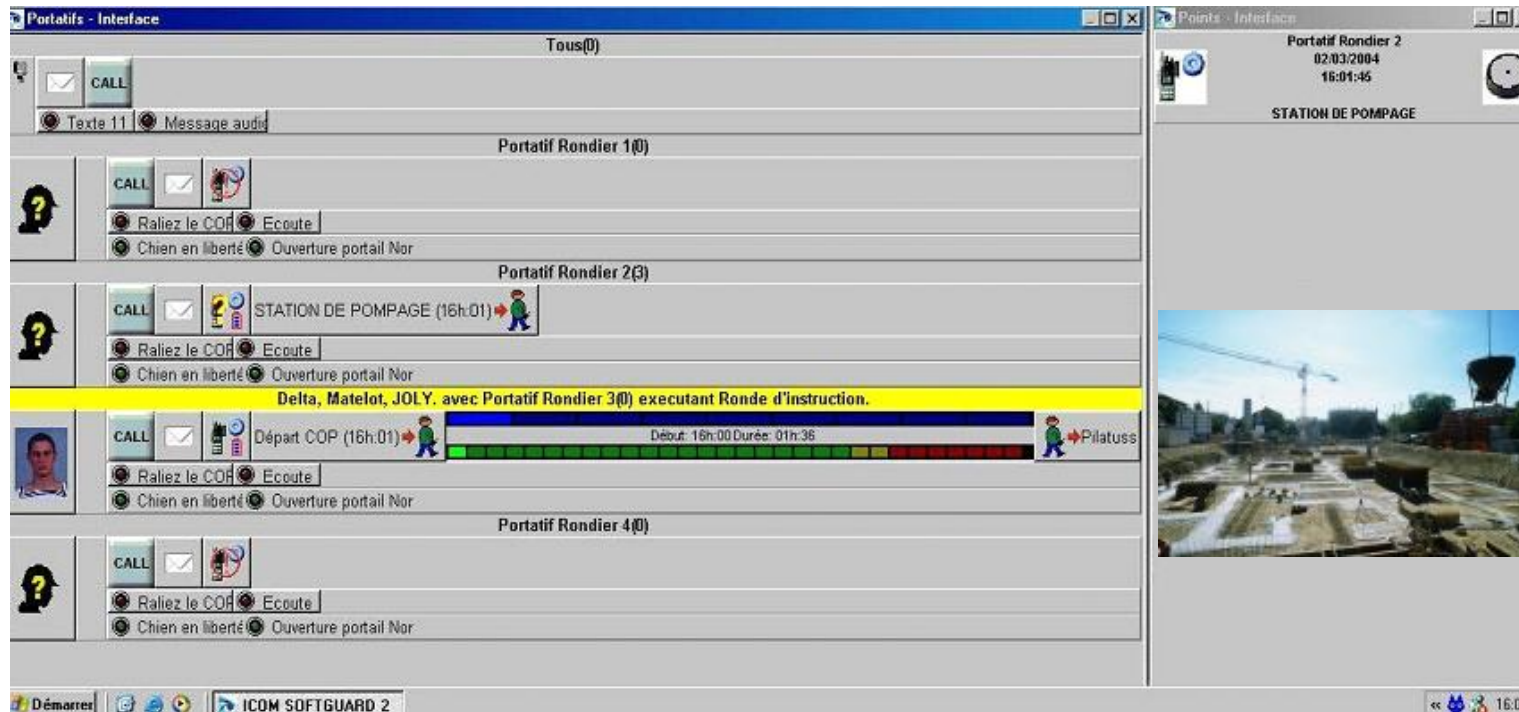 Portatifs - Interface
Tous(0)
CALL
Texte 11 Message audio
Portatif Rondier 1(0)
CALL
Raliez le COP Ecoute
Chien en liberté Ouverture portail Nor
Portatif Rondier 2(3)
CALL STATION DE POMPAGE (16h:01)
Raliez le COP Ecoute
Chien en liberté Ouverture portail Nor
Delta, Matelot, JOLY. avec Portatif Rondier 3(0) executant Ronde d'instruction.
CALL Départ COP (16h:01) Début: 16h:00 Durée: 01h:36 Pilatuss
Raliez le COP Ecoute
Chien en liberté Ouverture portail Nor
Portatif Rondier 4(0)
CALL
Raliez le COP Ecoute
Chien en liberté Ouverture portail Nor
Points - Interface
Portatif Rondier 2
02/03/2004
16:01:45
STATION DE POMPAGE
Démarrer ICOM SOFTGUARD 2 « 16:0